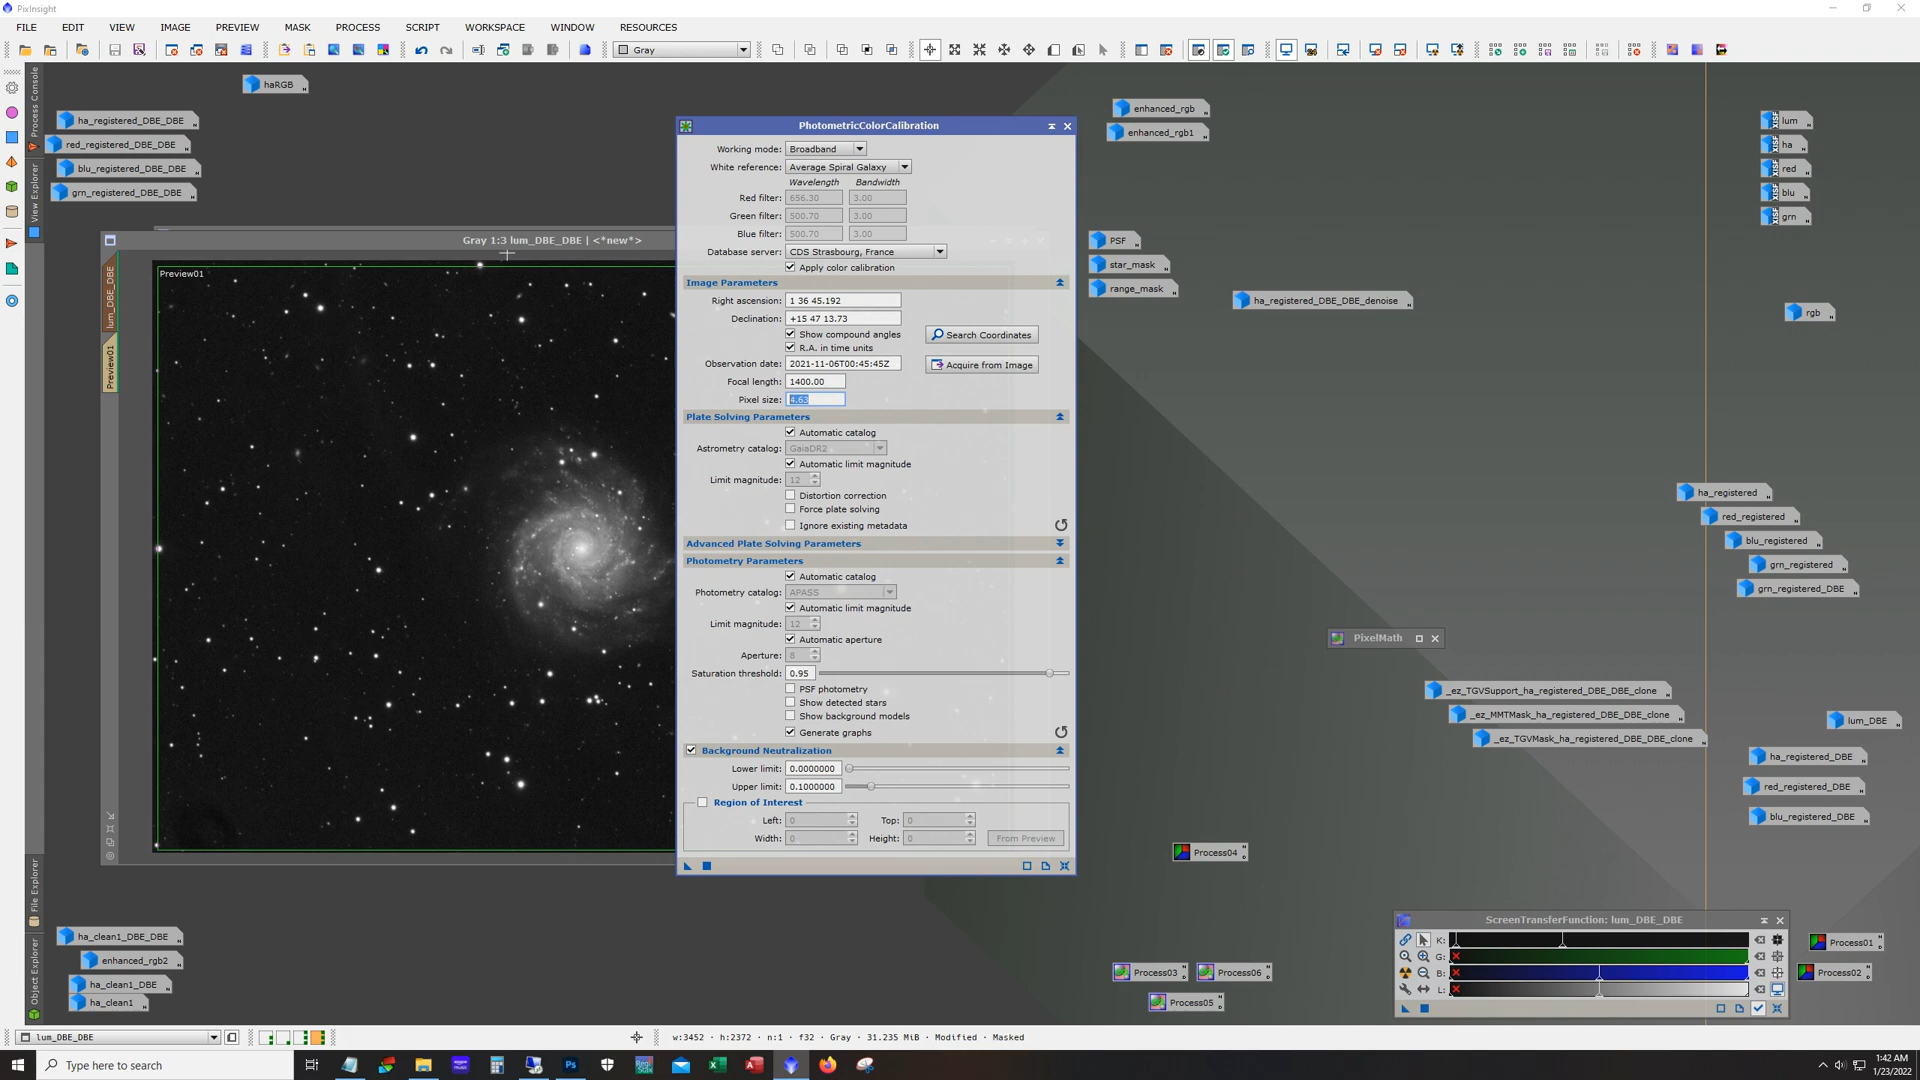 PixInsight
FILE EDIT VIEW IMAGE PREVIEW MASK PROCESS SCRIPT WORKSPACE WINDOW RESOURCES
Gray
Process Console
View Explorer
File Explorer
Object Explorer
haRGB
ha_registered_DBE_DBE
red_registered_DBE_DBE
blu_registered_DBE_DBE
grn_registered_DBE_DBE
Gray 1:3 lum_DBE_DBE | <*new*>
lum_DBE_DBE
Preview01
Preview01
PhotometricColorCalibration
Working mode: Broadband
White reference: Average Spiral Galaxy
Wavelength Bandwidth
Red filter: 656.30 3.00
Green filter: 500.70 3.00
Blue filter: 500.70 3.00
Database server: CDS Strasbourg, France
Apply color calibration
Image Parameters
Right ascension: 1 36 45.192
Declination: +15 47 13.73
Show compound angles
Search Coordinates
R.A. in time units
Observation date: 2021-11-06T00:45:45Z
Acquire from Image
Focal length: 1400.00
Pixel size: 4.63
Plate Solving Parameters
Automatic catalog
Astrometry catalog: GaiaDR2
Automatic limit magnitude
Limit magnitude: 12
Distortion correction
Force plate solving
Ignore existing metadata
Advanced Plate Solving Parameters
Photometry Parameters
Automatic catalog
Photometry catalog: APASS
Automatic limit magnitude
Limit magnitude: 12
Automatic aperture
Aperture: 8
Saturation threshold: 0.95
PSF photometry
Show detected stars
Show background models
Generate graphs
Background Neutralization
Lower limit: 0.0000000
Upper limit: 0.1000000
Region of Interest
Left: 0 Top: 0
Width: 0 Height: 0 From Preview
enhanced_rgb
enhanced_rgb1
PSF
star_mask
range_mask
ha_registered_DBE_DBE_denoise
XISF lum
XISF ha
XISF red
XISF blu
XISF grn
rgb
ha_registered
red_registered
blu_registered
grn_registered
grn_registered_DBE
PixelMath
_ez_TGVSupport_ha_registered_DBE_DBE_clone
_ez_MMTMask_ha_registered_DBE_DBE_clone
_ez_TGVMask_ha_registered_DBE_DBE_clone
lum_DBE
ha_registered_DBE
red_registered_DBE
blu_registered_DBE
Process04
Process03
Process06
Process05
ScreenTransferFunction: lum_DBE_DBE
K:
G:
B:
L:
Process01
Process02
ha_clean1_DBE_DBE
enhanced_rgb2
ha_clean1_DBE
ha_clean1
lum_DBE_DBE
w:3452 · h:2372 · n:1 · f32 · Gray · 31.235 MiB · Modified · Masked
Type here to search
Ps
1:42 AM
1/23/2022